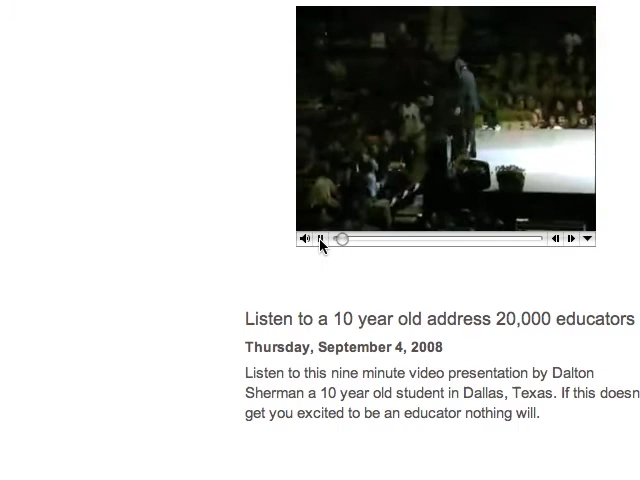 Listen to a 10 year old address 20,000 educators
Thursday, September 4, 2008
Listen to this nine minute video presentation by Dalton
Sherman a 10 year old student in Dallas, Texas. If this doesn
get you excited to be an educator nothing will.